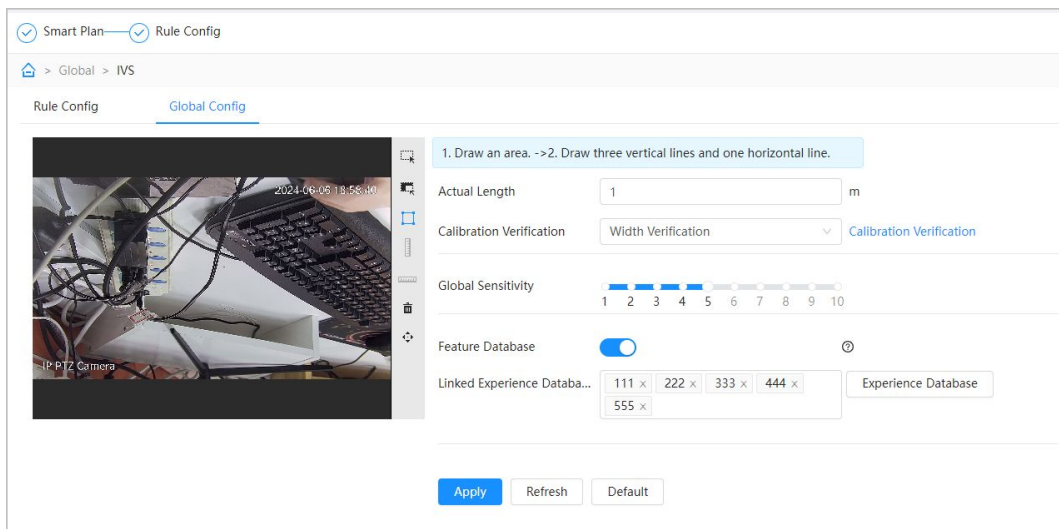 Smart Plan Rule Config
> Global > IVS
Rule Config Global Config
1. Draw an area. ->2. Draw three vertical lines and one horizontal line.
2024-06-06 18:58:40
Actual Length 1 m
Calibration Verification Width Verification Calibration Verification
Global Sensitivity
1 2 3 4 5 6 7 8 9 10
Feature Database
IP PTZ Camera
Linked Experience Databa... 111 × 222 × 333 × 444 × Experience Database
555 ×
Apply Refresh Default